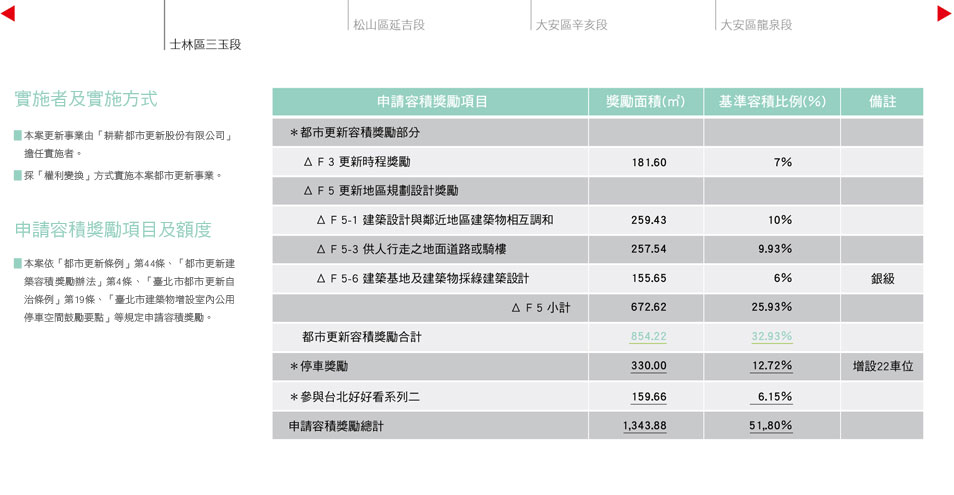 士林區三玉段
松山區延吉段
大安區辛亥段
大安區龍泉段
實施者及實施方式
本案更新事業由「耕薪都市更新股份有限公司」
擔任實施者。
採「權利變換」方式實施本案都市更新事業。
申請容積獎勵項目及額度
本案依「都市更新條例」第44條、「都市更新建
築容積獎勵辦法」第4條、「臺北市都市更新自
治條例」第19條、「臺北市建築物增設室內公用
停車空間鼓勵要點」等規定申請容積獎勵。
申請容積獎勵項目 獎勵面積(㎡) 基準容積比例(%) 備註
＊都市更新容積獎勵部分
Δ F 3 更新時程獎勵 181.60 7%
Δ F 5 更新地區規劃設計獎勵
Δ F 5-1 建築設計與鄰近地區建築物相互調和 259.43 10%
Δ F 5-3 供人行走之地面道路或騎樓 257.54 9.93%
Δ F 5-6 建築基地及建築物採綠建築設計 155.65 6% 銀級
Δ F 5 小計 672.62 25.93%
都市更新容積獎勵合計 854.22 32.93%
＊停車獎勵 330.00 12.72% 增設22車位
＊參與台北好好看系列二 159.66 6.15%
申請容積獎勵總計 1,343.88 51,80%